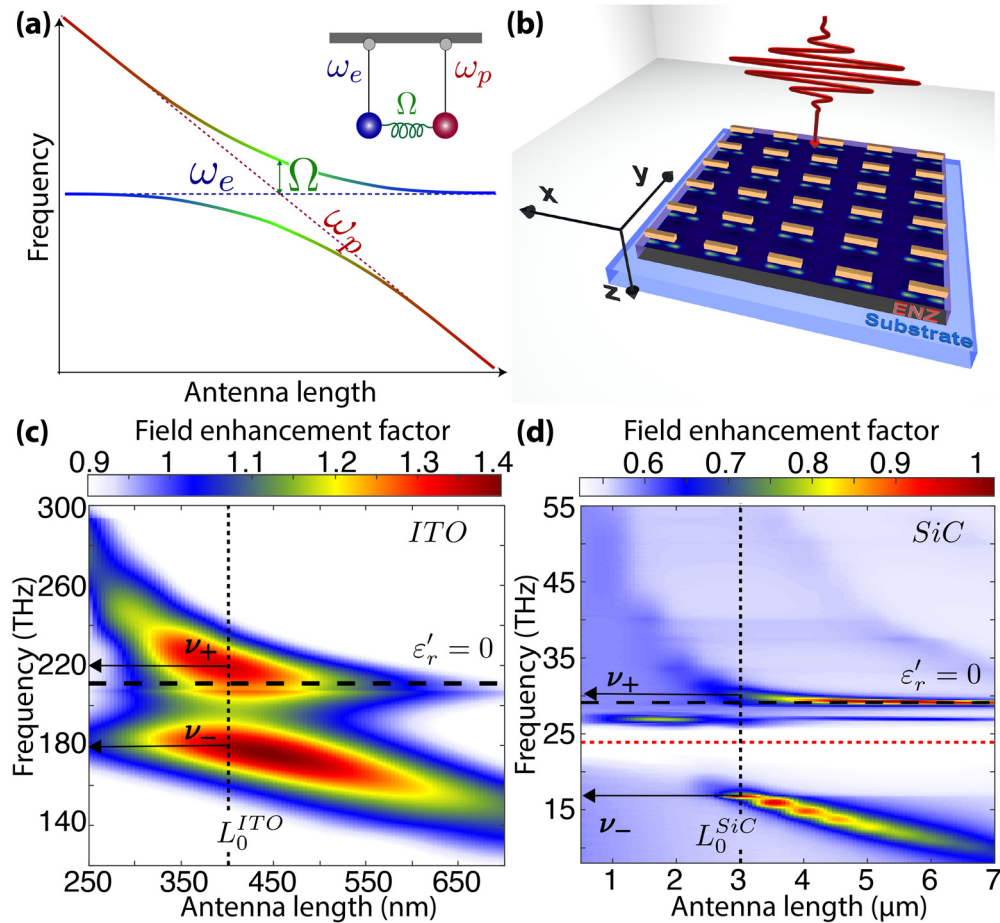 (a)
Frequency
Antenna length
ω_e
Ω
ω_p
ω_e
ω_p
Ω
(b)
x
y
z
ENZ
Substrate
(c)
Field enhancement factor
0.9 1 1.1 1.2 1.3 1.4
ITO
300
260
220
180
140
Frequency (THz)
ν₊
ε′_r = 0
ν₋
L_0^{ITO}
250 350 450 550 650
Antenna length (nm)
(d)
Field enhancement factor
0.6 0.7 0.8 0.9 1
SiC
55
45
35
25
15
Frequency (THz)
ν₊
ε′_r = 0
ν₋
L_0^{SiC}
1 2 3 4 5 6 7
Antenna length (μm)